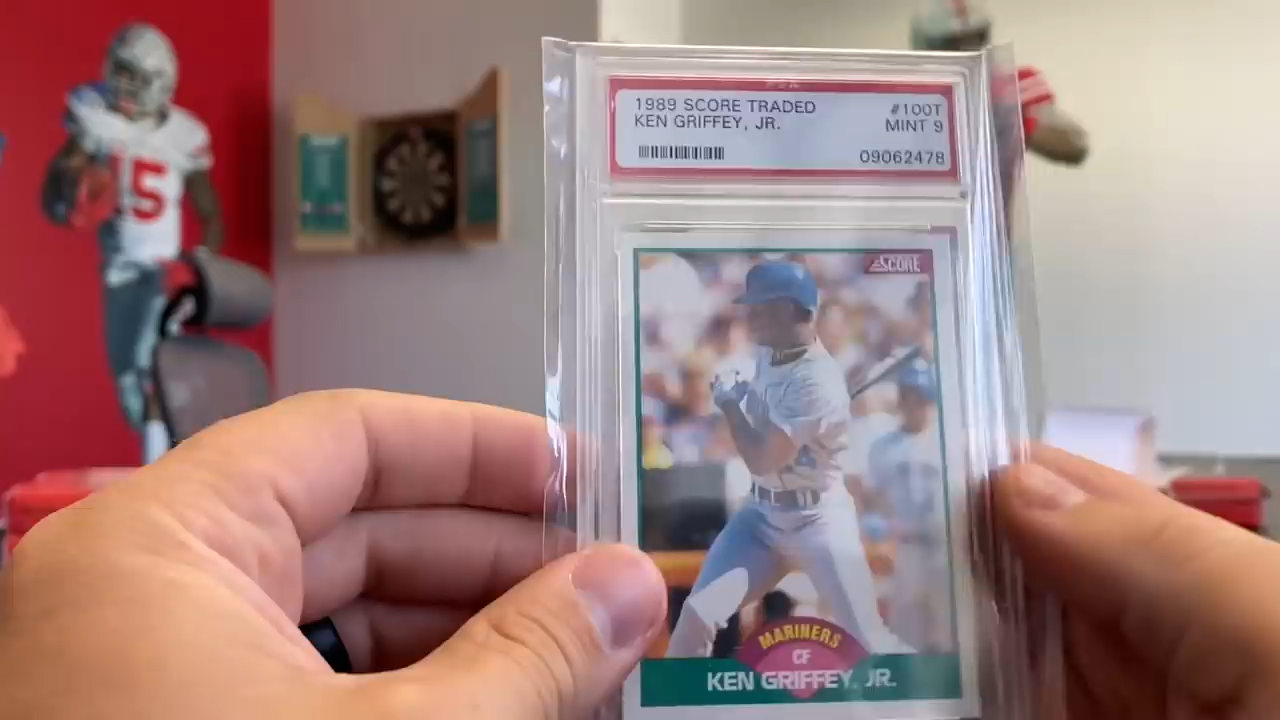 1989 SCORE TRADED
#100T
KEN GRIFFEY, JR.
MINT 9
09062478
SCORE
15
MARINERS
CF
KEN GRIFFEY, JR.